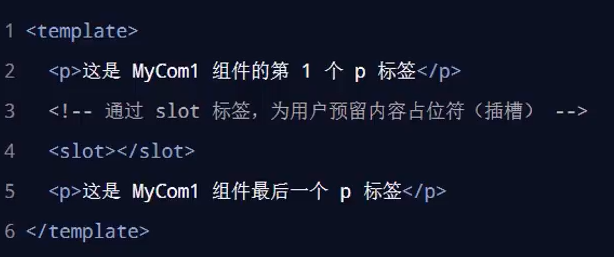 1 <template>
2   <p>这是 MyCom1 组件的第 1 个 p 标签</p>
3   <!-- 通过 slot 标签，为用户预留内容占位符（插槽） -->
4   <slot></slot>
5   <p>这是 MyCom1 组件最后一个 p 标签</p>
6 </template>